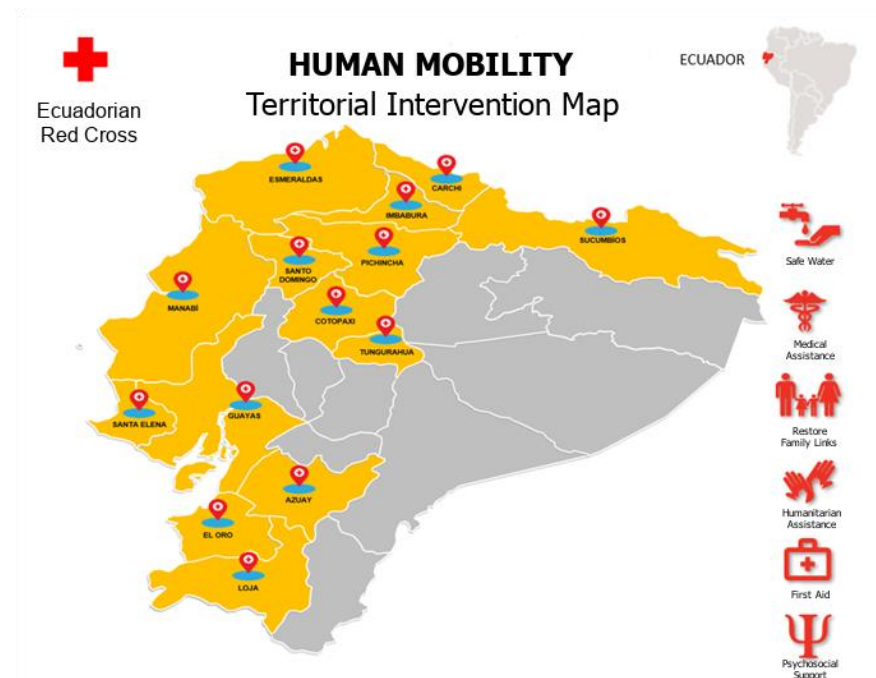 HUMAN MOBILITY
Territorial Intervention Map
Ecuadorian
Red Cross
ECUADOR
ESMERALDAS
CARCHI
IMBABURA
SUCUMBIOS
PICHINCHA
SANTO
DOMINGO
MANABÍ
COTOPAXI
TUNGURAHUA
SANTA ELENA
GUAYAS
AZUAY
EL ORO
LOJA
Safe Water
Medical
Assistance
Restore
Family Links
Humanitarian
Assistance
First Aid
Psychosocial
Support